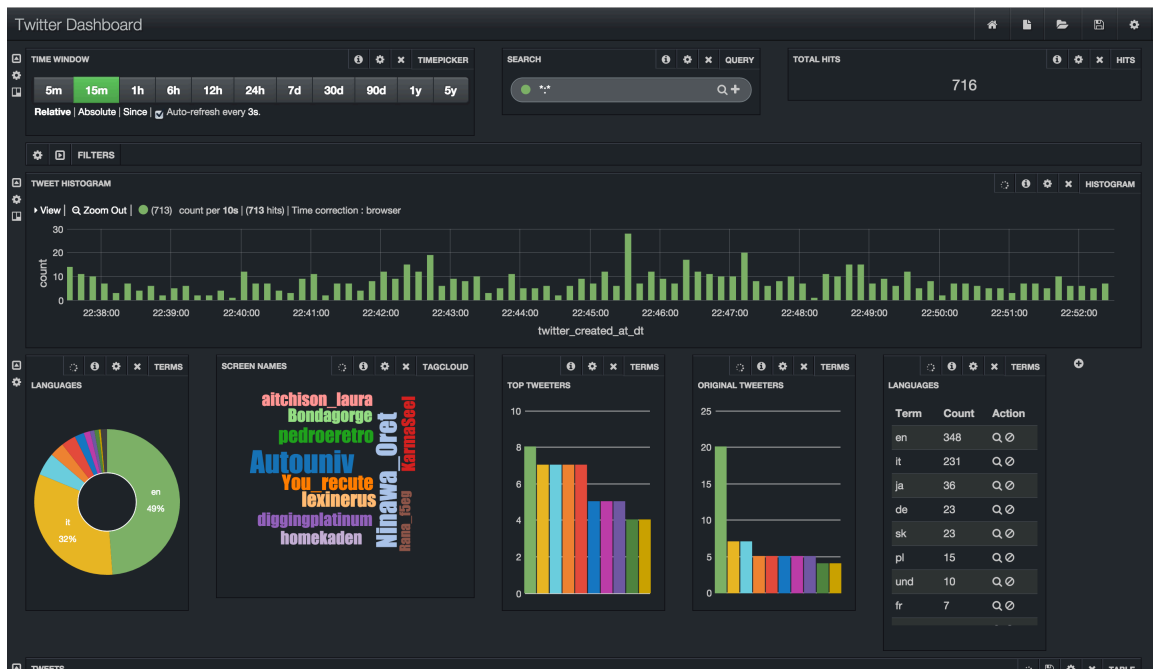 Twitter Dashboard
TIME WINDOW
TIMEPICKER
5m 15m 1h 6h 12h 24h 7d 30d 90d 1y 5y
Relative | Absolute | Since | Auto-refresh every 3s.
SEARCH
QUERY
*:*
TOTAL HITS
HITS
716
FILTERS
TWEET HISTOGRAM
HISTOGRAM
View | Zoom Out | (713) count per 10s | (713 hits) | Time correction : browser
count
30
20
10
0
22:38:00 22:39:00 22:40:00 22:41:00 22:42:00 22:43:00 22:44:00 22:45:00 22:46:00 22:47:00 22:48:00 22:49:00 22:50:00 22:51:00 22:52:00
twitter_created_at_dt
TERMS
LANGUAGES
en
49%
it
32%
SCREEN NAMES
TAGCLOUD
aitchison_laura
Bondagorge
pedroeretro
Autouniv
You_recute
lexinerus
diggingplatinum
homekaden
Ninawa_Oret
KarmaSeel
Rana_f5eg
TERMS
TOP TWEETERS
10
8
6
4
2
0
TERMS
ORIGINAL TWEETERS
25
20
15
10
5
0
TERMS
LANGUAGES
Term Count Action
en 348
it 231
ja 36
de 23
sk 23
pl 15
und 10
fr 7
TWEETS
TABLE